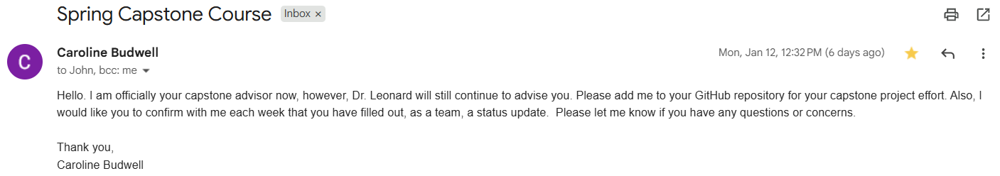 Spring Capstone Course Inbox ×
C
Caroline Budwell Mon, Jan 12, 12:32 PM (6 days ago)
to John, bcc: me
Hello. I am officially your capstone advisor now, however, Dr. Leonard will still continue to advise you. Please add me to your GitHub repository for your capstone project effort. Also, I
would like you to confirm with me each week that you have filled out, as a team, a status update.  Please let me know if you have any questions or concerns.
Thank you,
Caroline Budwell